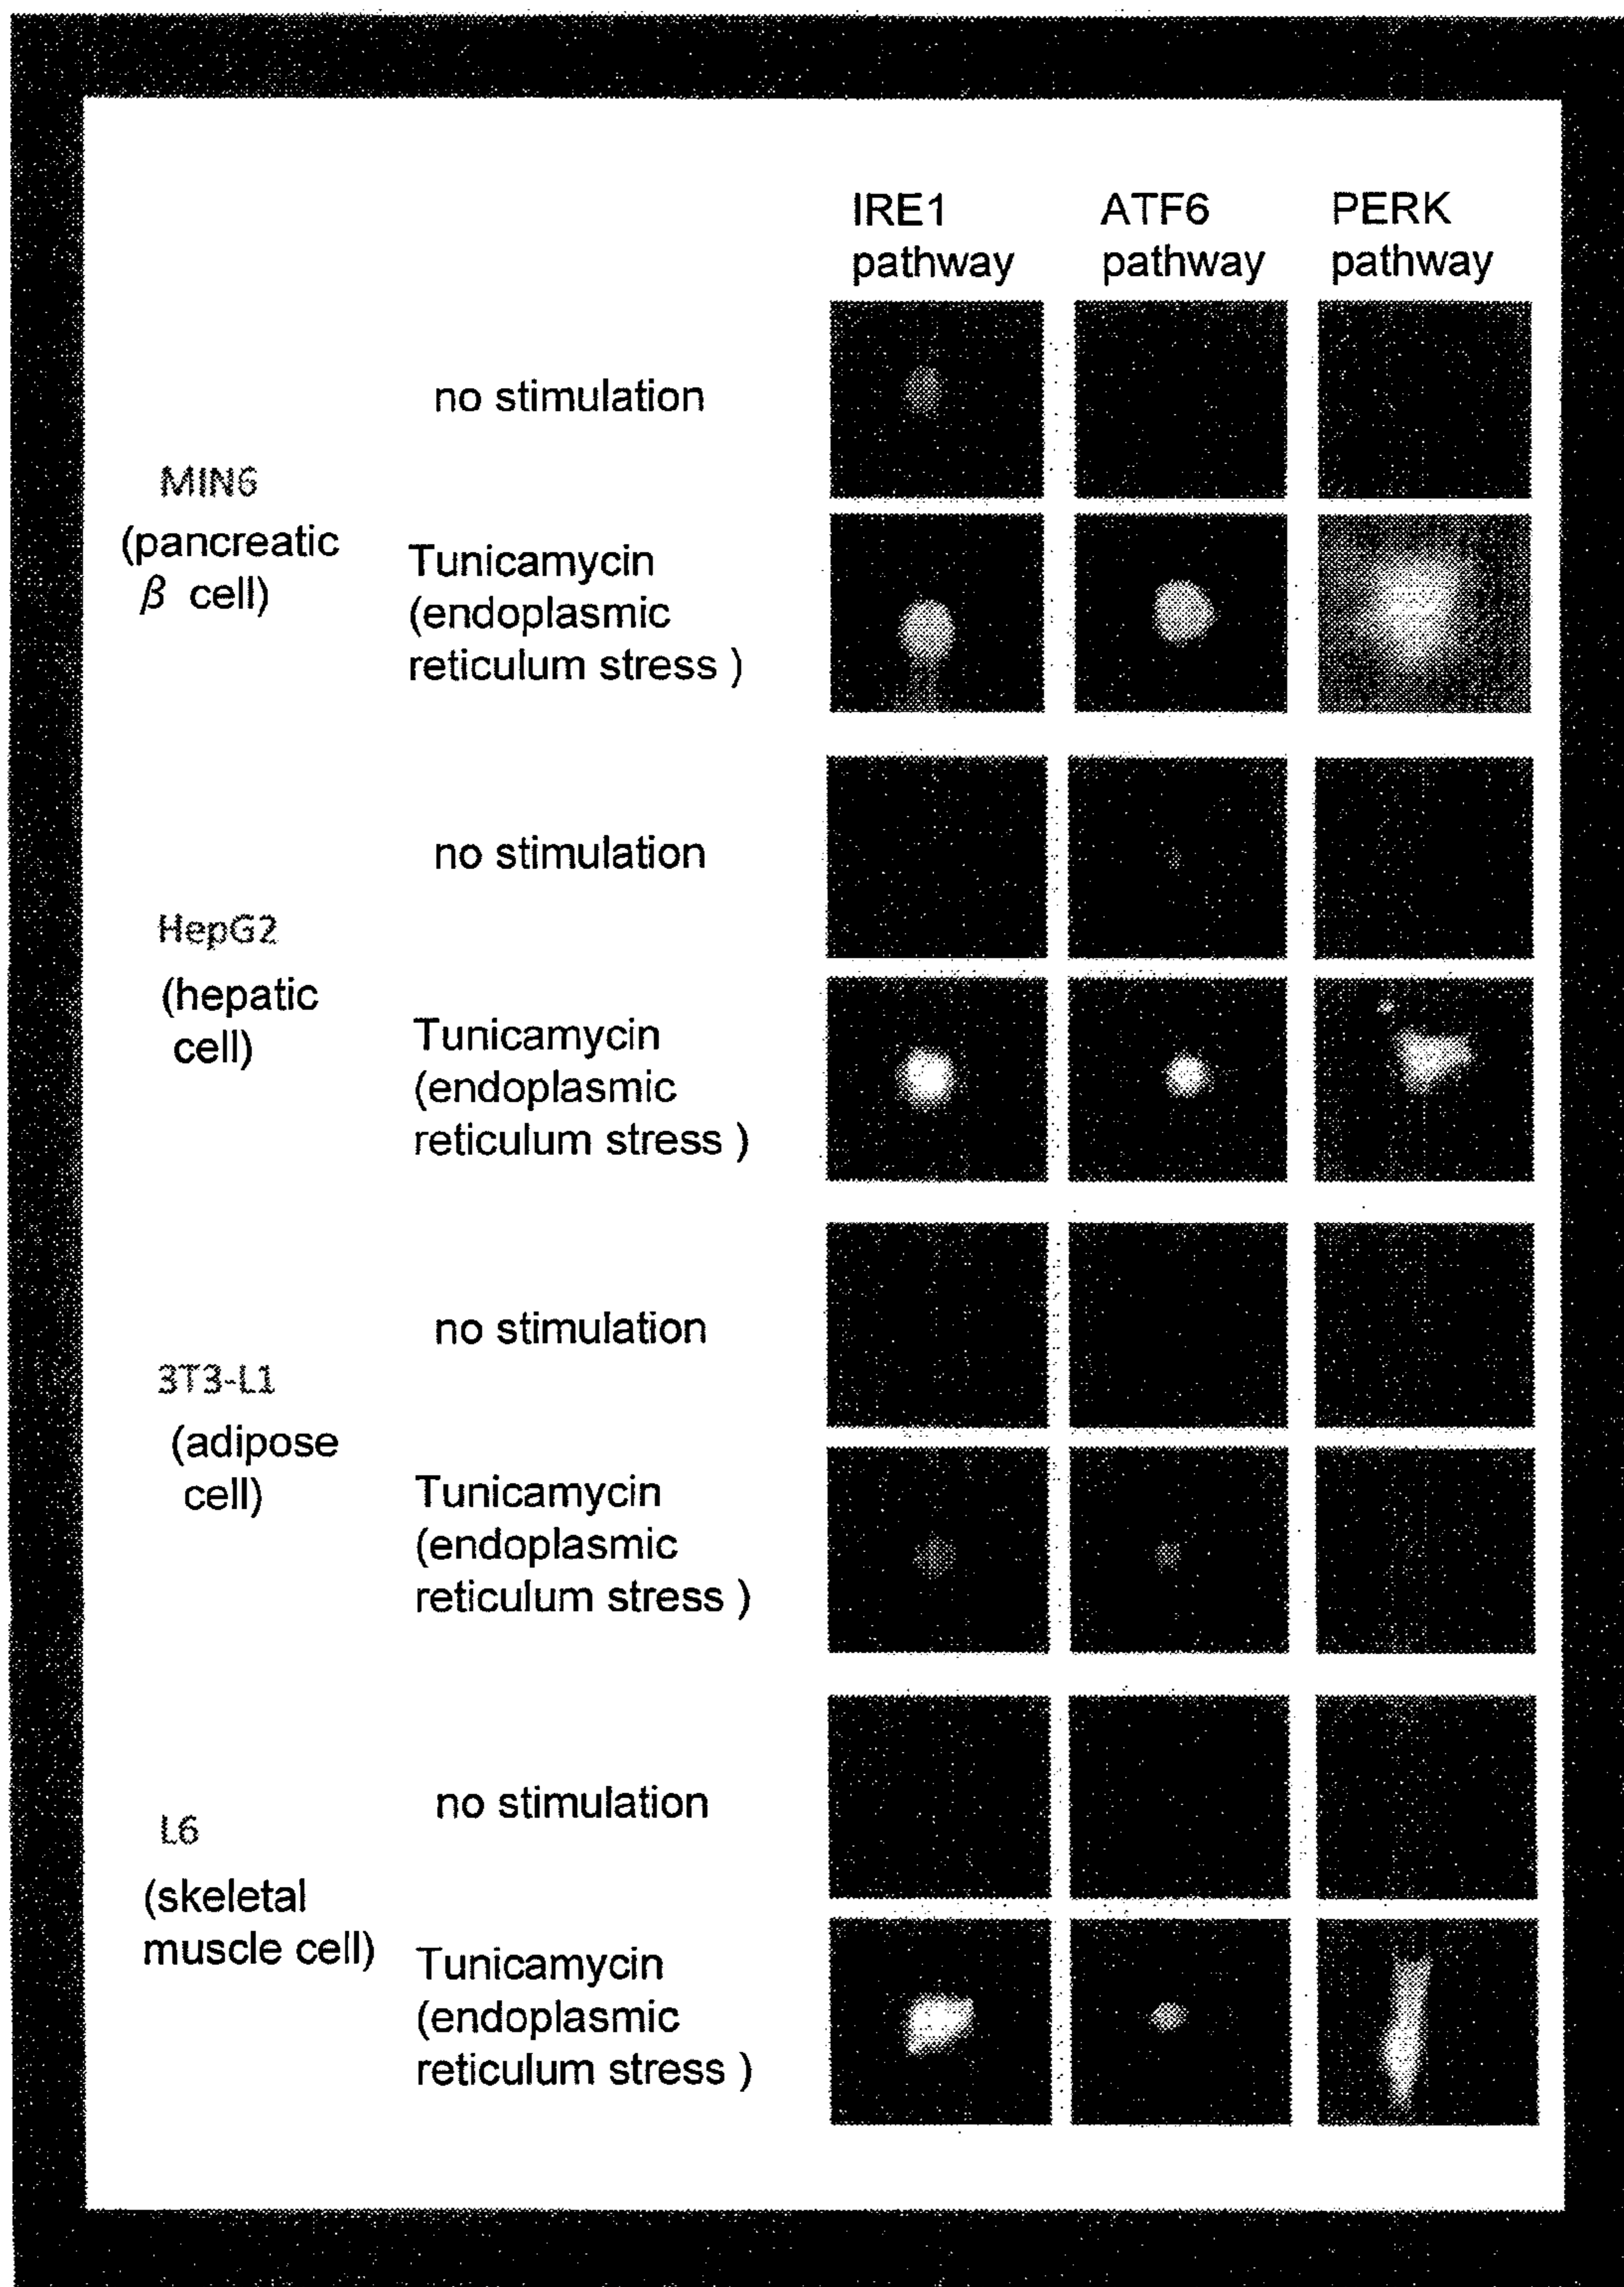 IRE1
pathway
ATF6
pathway
PERK
pathway
no stimulation
MIN6
(pancreatic
β cell)
Tunicamycin
(endoplasmic
reticulum stress )
no stimulation
HepG2
(hepatic
cell)
Tunicamycin
(endoplasmic
reticulum stress )
no stimulation
3T3-L1
(adipose
cell)
Tunicamycin
(endoplasmic
reticulum stress )
no stimulation
L6
(skeletal
muscle cell)
Tunicamycin
(endoplasmic
reticulum stress )